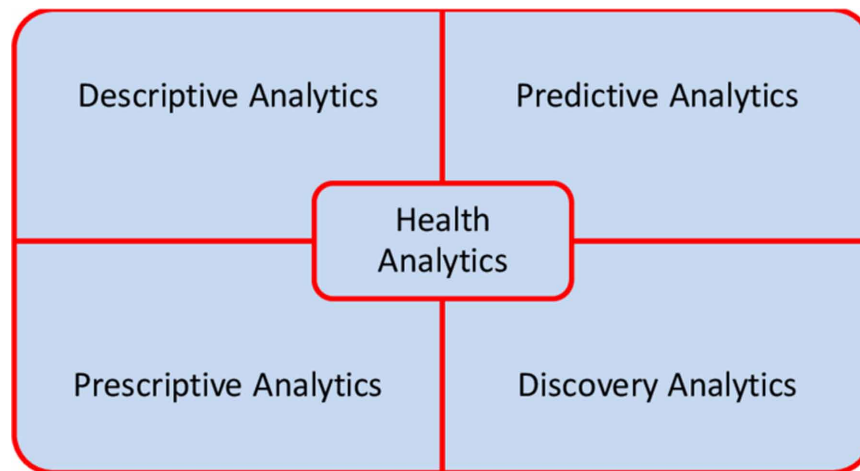 Descriptive Analytics
Predictive Analytics
Health
Analytics
Prescriptive Analytics
Discovery Analytics